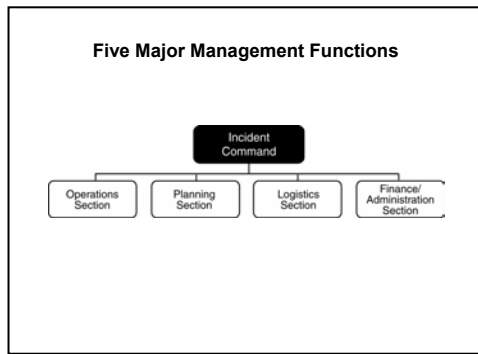 Five Major Management Functions
Incident
Command
Operations
Section
Planning
Section
Logistics
Section
Finance/
Administration
Section